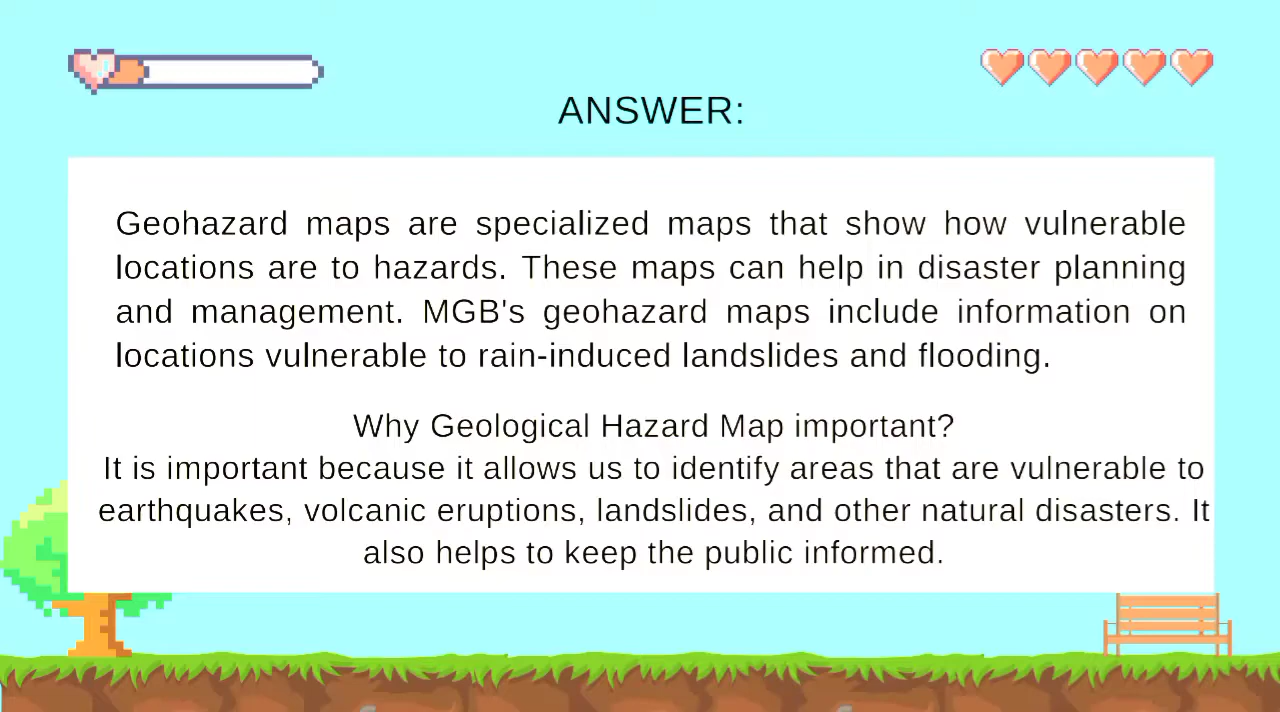 ANSWER:
Geohazard maps are specialized maps that show how vulnerable
locations are to hazards. These maps can help in disaster planning
and management. MGB's geohazard maps include information on
locations vulnerable to rain-induced landslides and flooding.
Why Geological Hazard Map important?
It is important because it allows us to identify areas that are vulnerable to
earthquakes, volcanic eruptions, landslides, and other natural disasters. It
also helps to keep the public informed.